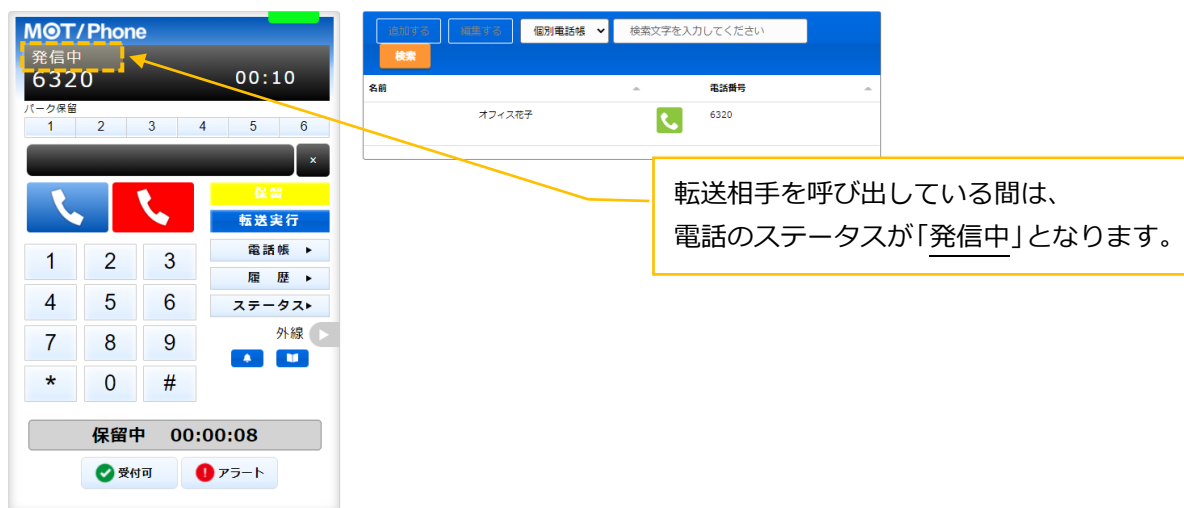 MOT/Phone
発信中
6320 00:10
パーク保留
1 2 3 4 5 6
×
保留
転送実行
電話帳
履 歴
ステータス
外線
1 2 3
4 5 6
7 8 9
* 0 #
保留中 00:00:08
受付可 アラート
追加する 編集する 個別電話帳 検索文字を入力してください
検索
名前 電話番号
オフィス花子 6320
転送相手を呼び出している間は、
電話のステータスが「発信中」となります。